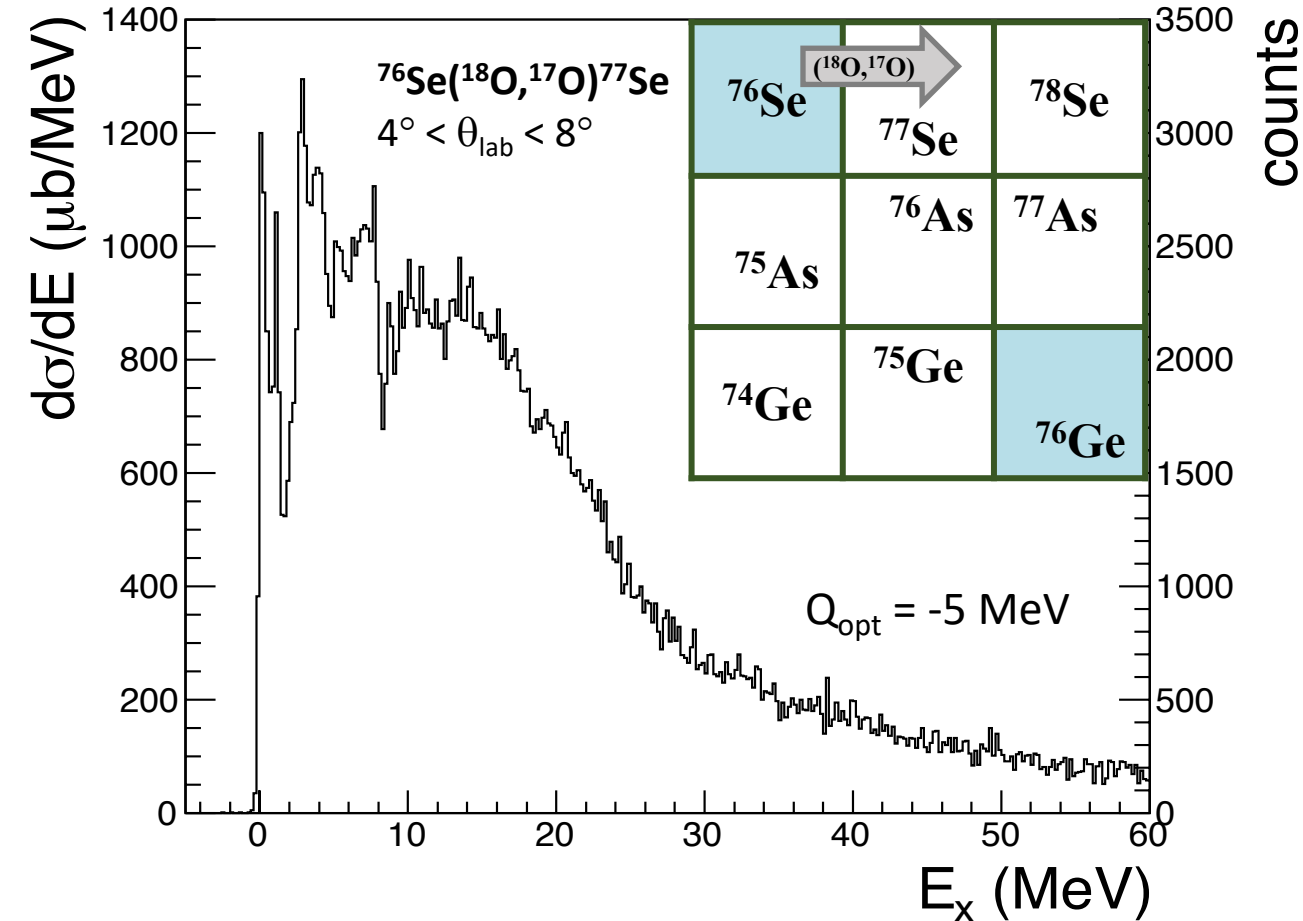 dσ/dE (μb/MeV)
1400
1200
1000
800
600
400
200
0
⁷⁶Se(¹⁸O,¹⁷O)⁷⁷Se
4° < θ_lab < 8°
(¹⁸O,¹⁷O)
⁷⁶Se
⁷⁷Se
⁷⁸Se
⁷⁵As
⁷⁶As
⁷⁷As
⁷⁴Ge
⁷⁵Ge
⁷⁶Ge
Q_opt = -5 MeV
3500
3000
2500
2000
1500
1000
500
0
counts
0 10 20 30 40 50 60
E_x (MeV)